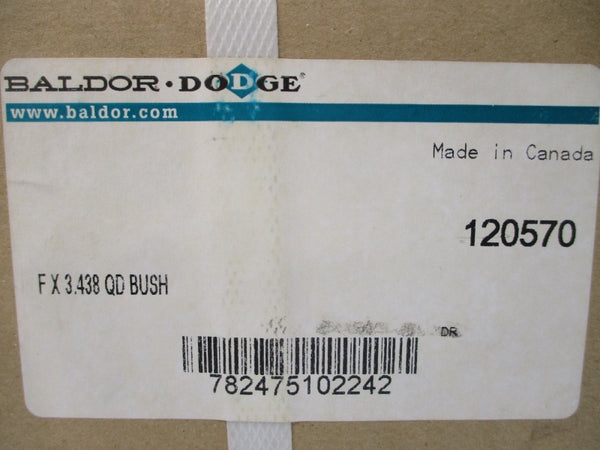 BALDOR · DODGE®
www.baldor.com
Made in Canada
120570
F X 3.438 QD BUSH
DR
782475102242